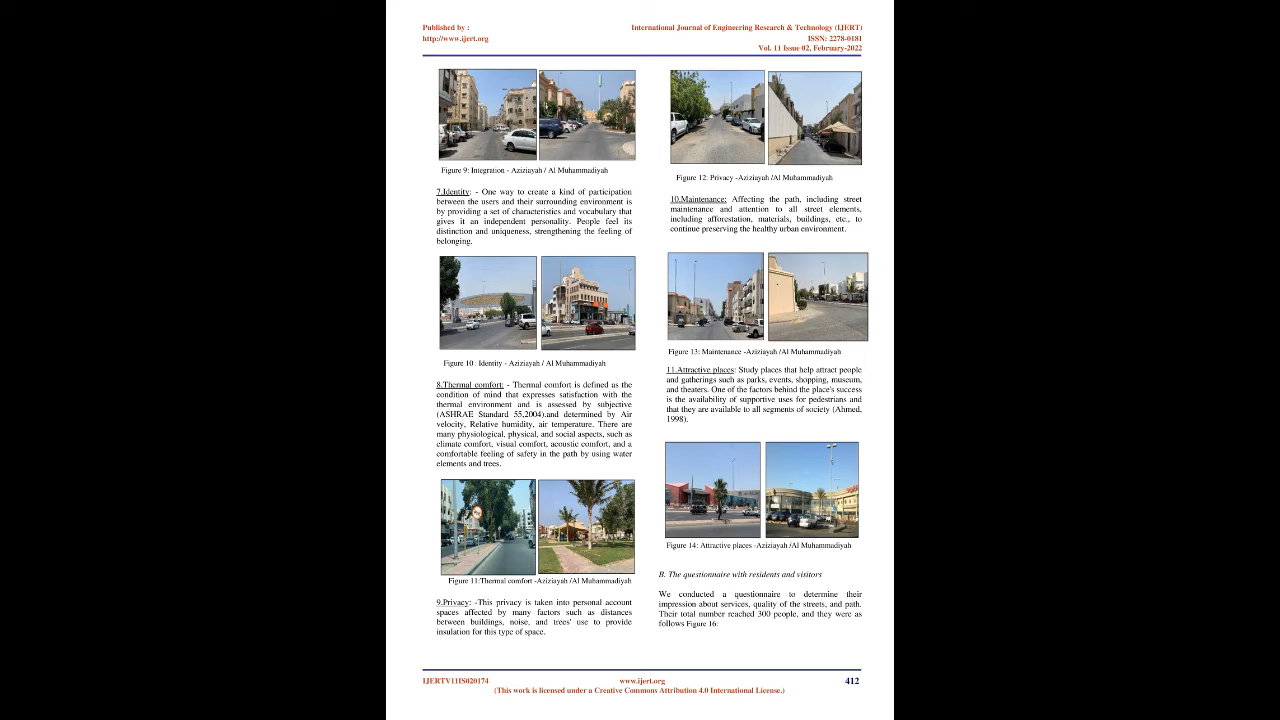 Published by :
http://www.ijert.org
International Journal of Engineering Research & Technology (IJERT)
ISSN: 2278-0181
Vol. 11 Issue 02, February-2022
Figure 9: Integration - Aziziayah / Al Muhammadiyah
7.Identity: - One way to create a kind of participation
between the users and their surrounding environment is
by providing a set of characteristics and vocabulary that
gives it an independent personality. People feel its
distinction and uniqueness, strengthening the feeling of
belonging.
Figure 10 : Identity - Aziziayah / Al Muhammadiyah
8.Thermal comfort: - Thermal comfort is defined as the
condition of mind that expresses satisfaction with the
thermal environment and is assessed by subjective
(ASHRAE Standard 55,2004).and determined by Air
velocity, Relative humidity, air temperature. There are
many physiological, physical, and social aspects, such as
climate comfort, visual comfort, acoustic comfort, and a
comfortable feeling of safety in the path by using water
elements and trees.
Figure 11:Thermal comfort -Aziziayah /Al Muhammadiyah
9.Privacy: -This privacy is taken into personal account
spaces affected by many factors such as distances
between buildings, noise, and trees' use to provide
insulation for this type of space.
Figure 12: Privacy -Aziziayah /Al Muhammadiyah
10.Maintenance: Affecting the path, including street
maintenance and attention to all street elements,
including afforestation, materials, buildings, etc., to
continue preserving the healthy urban environment.
Figure 13: Maintenance -Aziziayah /Al Muhammadiyah
11.Attractive places: Study places that help attract people
and gatherings such as parks, events, shopping, museum,
and theaters. One of the factors behind the place's success
is the availability of supportive uses for pedestrians and
that they are available to all segments of society (Ahmed,
1998).
Figure 14: Attractive places -Aziziayah /Al Muhammadiyah
B. The questionnaire with residents and visitors
We conducted a questionnaire to determine their
impression about services, quality of the streets, and path.
Their total number reached 300 people, and they were as
follows Figure 16:
IJERTV11IS020174
www.ijert.org
(This work is licensed under a Creative Commons Attribution 4.0 International License.)
412